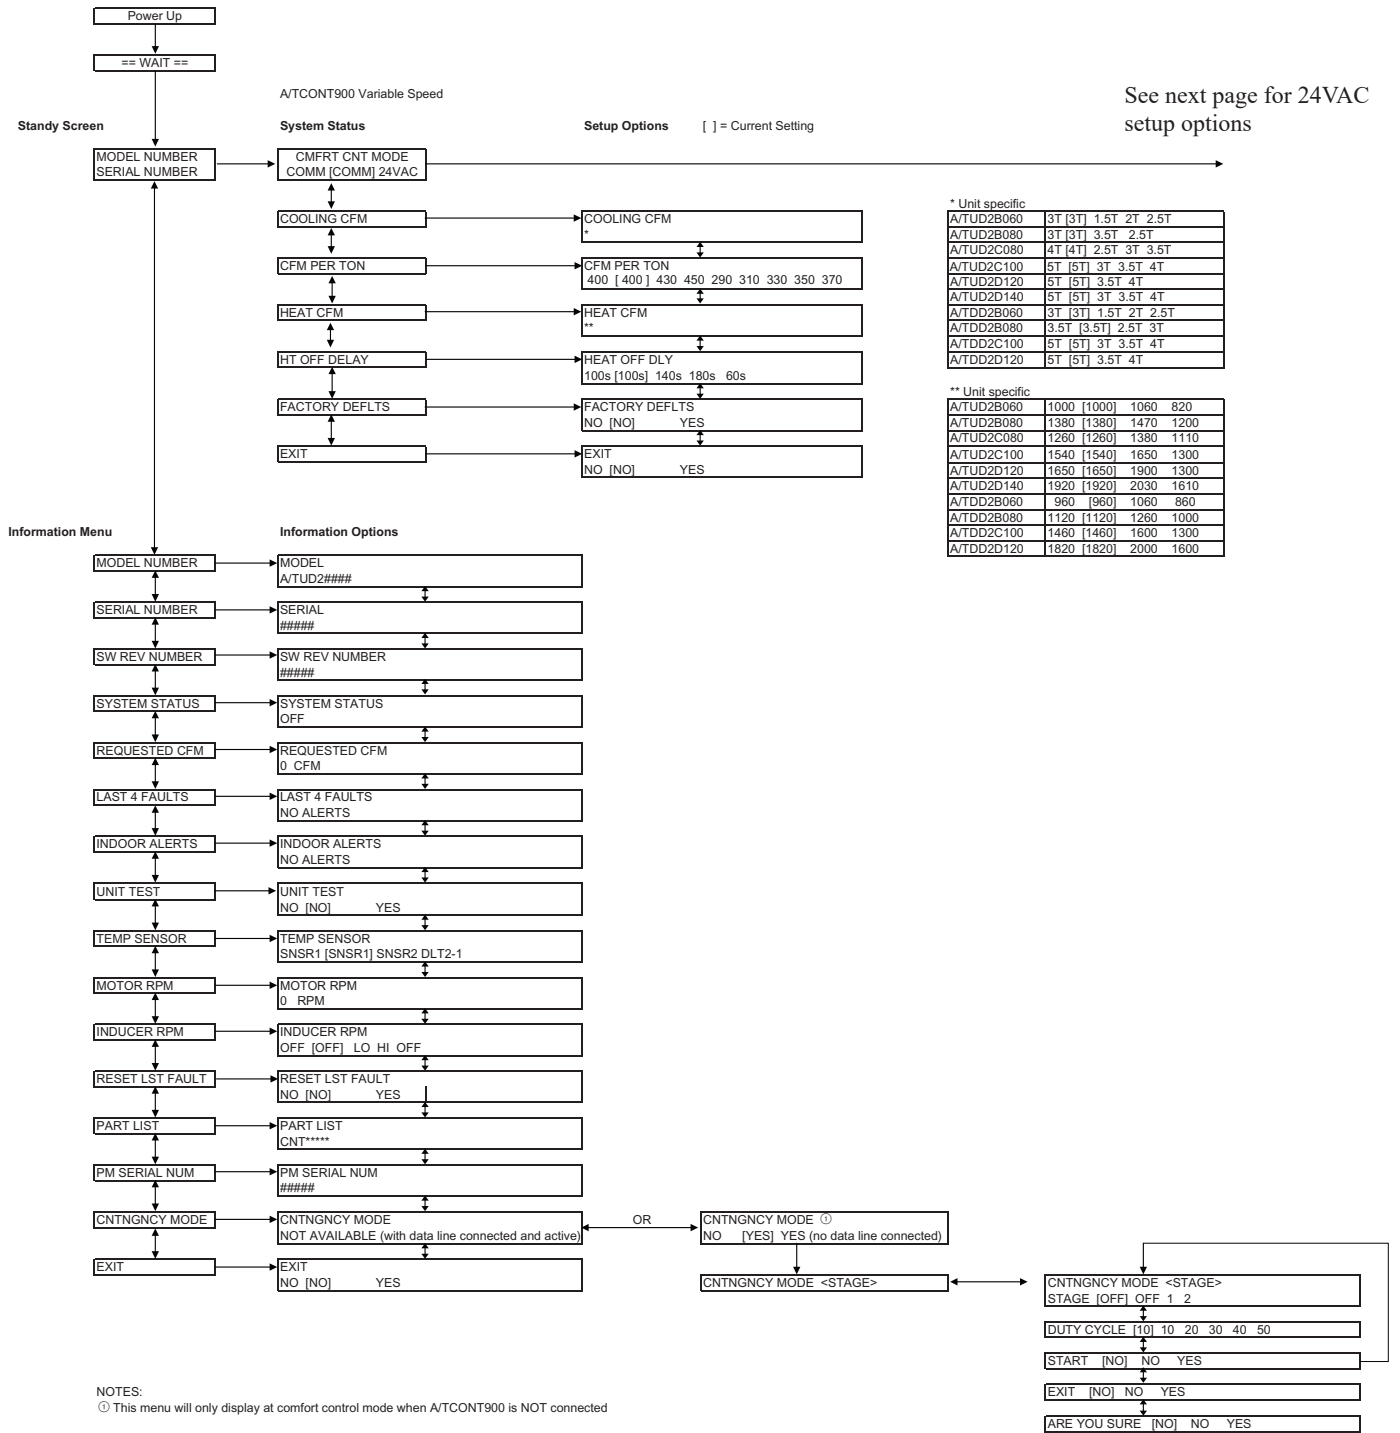 Power Up
== WAIT ==
A/TCONT900 Variable Speed
See next page for 24VAC
setup options
Standy Screen
System Status
Setup Options [ ] = Current Setting
MODEL NUMBER
SERIAL NUMBER
CMFRT CNT MODE
COMM [COMM] 24VAC
COOLING CFM
COOLING CFM
*
CFM PER TON
CFM PER TON
400 [ 400 ] 430 450 290 310 330 350 370
HEAT CFM
HEAT CFM
**
HT OFF DELAY
HEAT OFF DLY
100s [100s] 140s 180s 60s
FACTORY DEFLTS
FACTORY DEFLTS
NO [NO] YES
EXIT
EXIT
NO [NO] YES
* Unit specific
A/TUD2B060 3T [3T] 1.5T 2T 2.5T
A/TUD2B080 3T [3T] 3.5T 2.5T
A/TUD2C080 4T [4T] 2.5T 3T 3.5T
A/TUD2C100 5T [5T] 3T 3.5T 4T
A/TUD2D120 5T [5T] 3.5T 4T
A/TUD2D140 5T [5T] 3T 3.5T 4T
A/TDD2B060 3T [3T] 1.5T 2T 2.5T
A/TDD2B080 3.5T [3.5T] 2.5T 3T
A/TDD2C100 5T [5T] 3T 3.5T 4T
A/TDD2D120 5T [5T] 3.5T 4T
** Unit specific
A/TUD2B060 1000 [1000] 1060 820
A/TUD2B080 1380 [1380] 1470 1200
A/TUD2C080 1260 [1260] 1380 1110
A/TUD2C100 1540 [1540] 1650 1300
A/TUD2D120 1650 [1650] 1900 1300
A/TUD2D140 1920 [1920] 2030 1610
A/TDD2B060 960 [960] 1060 860
A/TDD2B080 1120 [1120] 1260 1000
A/TDD2C100 1460 [1460] 1600 1300
A/TDD2D120 1820 [1820] 2000 1600
Information Menu
Information Options
MODEL NUMBER
MODEL
A/TUD2####
SERIAL NUMBER
SERIAL
#####
SW REV NUMBER
SW REV NUMBER
#####
SYSTEM STATUS
SYSTEM STATUS
OFF
REQUESTED CFM
REQUESTED CFM
0 CFM
LAST 4 FAULTS
LAST 4 FAULTS
NO ALERTS
INDOOR ALERTS
INDOOR ALERTS
NO ALERTS
UNIT TEST
UNIT TEST
NO [NO] YES
TEMP SENSOR
TEMP SENSOR
SNSR1 [SNSR1] SNSR2 DLT2-1
MOTOR RPM
MOTOR RPM
0 RPM
INDUCER RPM
INDUCER RPM
OFF [OFF] LO HI OFF
RESET LST FAULT
RESET LST FAULT
NO [NO] YES
PART LIST
PART LIST
CNT*****
PM SERIAL NUM
PM SERIAL NUM
#####
CNTNGNCY MODE
CNTNGNCY MODE
NOT AVAILABLE (with data line connected and active)
OR
CNTNGNCY MODE ①
NO [YES] YES (no data line connected)
EXIT
EXIT
NO [NO] YES
CNTNGNCY MODE <STAGE>
CNTNGNCY MODE <STAGE>
STAGE [OFF] OFF 1 2
DUTY CYCLE [10] 10 20 30 40 50
START [NO] NO YES
EXIT [NO] NO YES
ARE YOU SURE [NO] NO YES
NOTES:
① This menu will only display at comfort control mode when A/TCONT900 is NOT connected